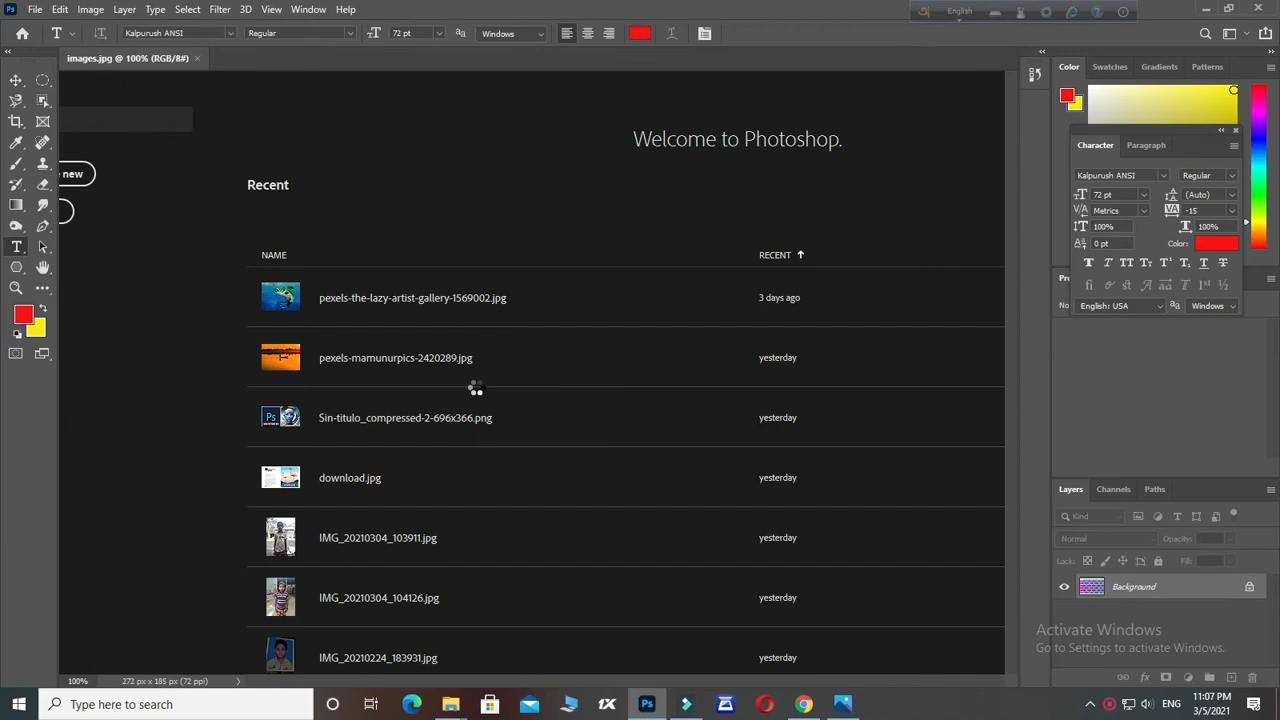 File Edit Image Layer Type Select Filter 3D View Window Help
English
Kalpurush ANSI Regular 72 pt Windows
images.jpg @ 100% (RGB/8#)
Color Swatches Gradients Patterns
Welcome to Photoshop.
Character Paragraph
Kalpurush ANSI Regular
72 pt (Auto)
Metrics -15
100% 100%
0 pt Color:
English: USA Windows
e new
Recent
NAME RECENT
pexels-the-lazy-artist-gallery-1569002.jpg 3 days ago
pexels-mamunurpics-2420289.jpg yesterday
Sin-titulo_compressed-2-696x366.png yesterday
download.jpg yesterday
IMG_20210304_103911.jpg yesterday
IMG_20210304_104126.jpg yesterday
IMG_20210224_183931.jpg yesterday
Layers Channels Paths
Kind
Normal Opacity:
Lock: Fill:
Background
Activate Windows
Go to Settings to activate Windows.
100% 272 px x 185 px (72 ppi)
Type here to search
ENG
11:07 PM
3/5/2021